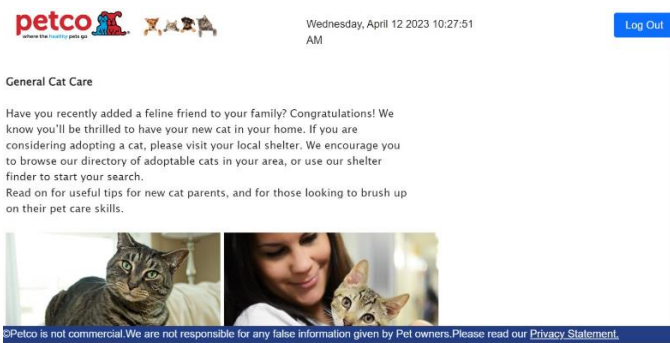 petco
where the healthy pets go
Wednesday, April 12 2023 10:27:51
AM
Log Out
General Cat Care
Have you recently added a feline friend to your family? Congratulations! We
know you'll be thrilled to have your new cat in your home. If you are
considering adopting a cat, please visit your local shelter. We encourage you
to browse our directory of adoptable cats in your area, or use our shelter
finder to start your search.
Read on for useful tips for new cat parents, and for those looking to brush up
on their pet care skills.
©Petco is not commercial.We are not responsible for any false information given by Pet owners.Please read our Privacy Statement.